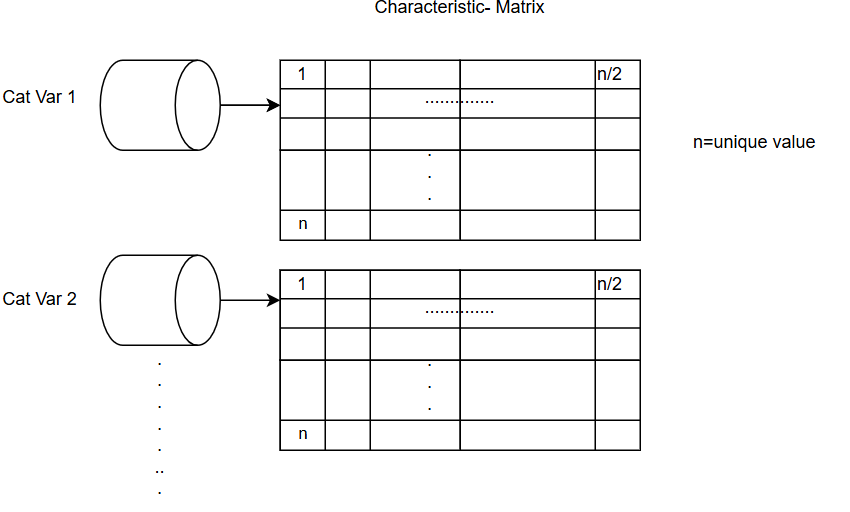 Characteristic- Matrix
Cat Var 1
1
n/2
..............
n=unique value
.
.
.
n
Cat Var 2
1
n/2
..............
.
.
.
n
.
.
.
.
.
..
.